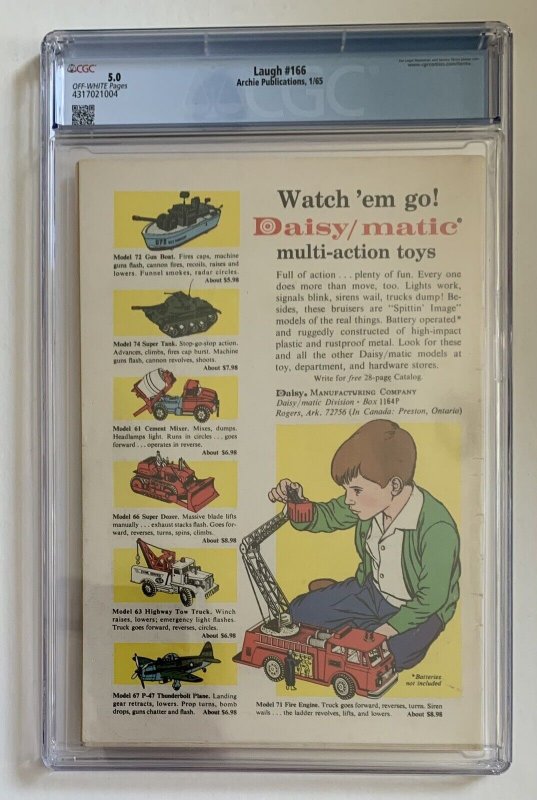 CGC
5.0
OFF-WHITE Pages
4317021004
Laugh #166
Archie Publications, 1/65
CGC
Model 72 Gun Boat. Fires caps, machine
guns flash, cannon fires, recoils, raises and
lowers. Funnel smokes, radar circles.
About $5.98
Model 74 Super Tank. Stop-go-stop action.
Advances, climbs, fires cap burst. Machine
guns flash, cannon revolves, shoots.
About $7.98
Model 61 Cement Mixer. Mixes, dumps.
Headlamps light. Runs in circles . . . goes
forward . . . operates in reverse.
About $6.98
Model 66 Super Dozer. Massive blade lifts
manually . . . exhaust stacks flash. Goes for-
ward, reverses, turns, spins, climbs.
About $8.98
Model 63 Highway Tow Truck. Winch
raises, lowers; emergency light flashes.
Truck goes forward, reverses, circles.
About $6.98
Model 67 P-47 Thunderbolt Plane. Landing
gear retracts, lowers. Prop turns, bomb
drops, guns chatter and flash. About $6.98
Watch 'em go!
Daisy/matic®
multi-action toys
Full of action . . . plenty of fun. Every one
does more than move, too. Lights work,
signals blink, sirens wail, trucks dump! Be-
sides, these bruisers are "Spittin' Image"
models of the real things. Battery operated*
and ruggedly constructed of high-impact
plastic and rustproof metal. Look for these
and all the other Daisy/matic models at
toy, department, and hardware stores.
Write for free 28-page Catalog.
Daisy® MANUFACTURING COMPANY
Daisy/matic Division • Box 1164P
Rogers, Ark. 72756 (In Canada: Preston, Ontario)
*Batteries
not included
Model 71 Fire Engine. Truck goes forward, reverses, turns. Siren
wails . . . the ladder revolves, lifts, and lowers. About $8.98